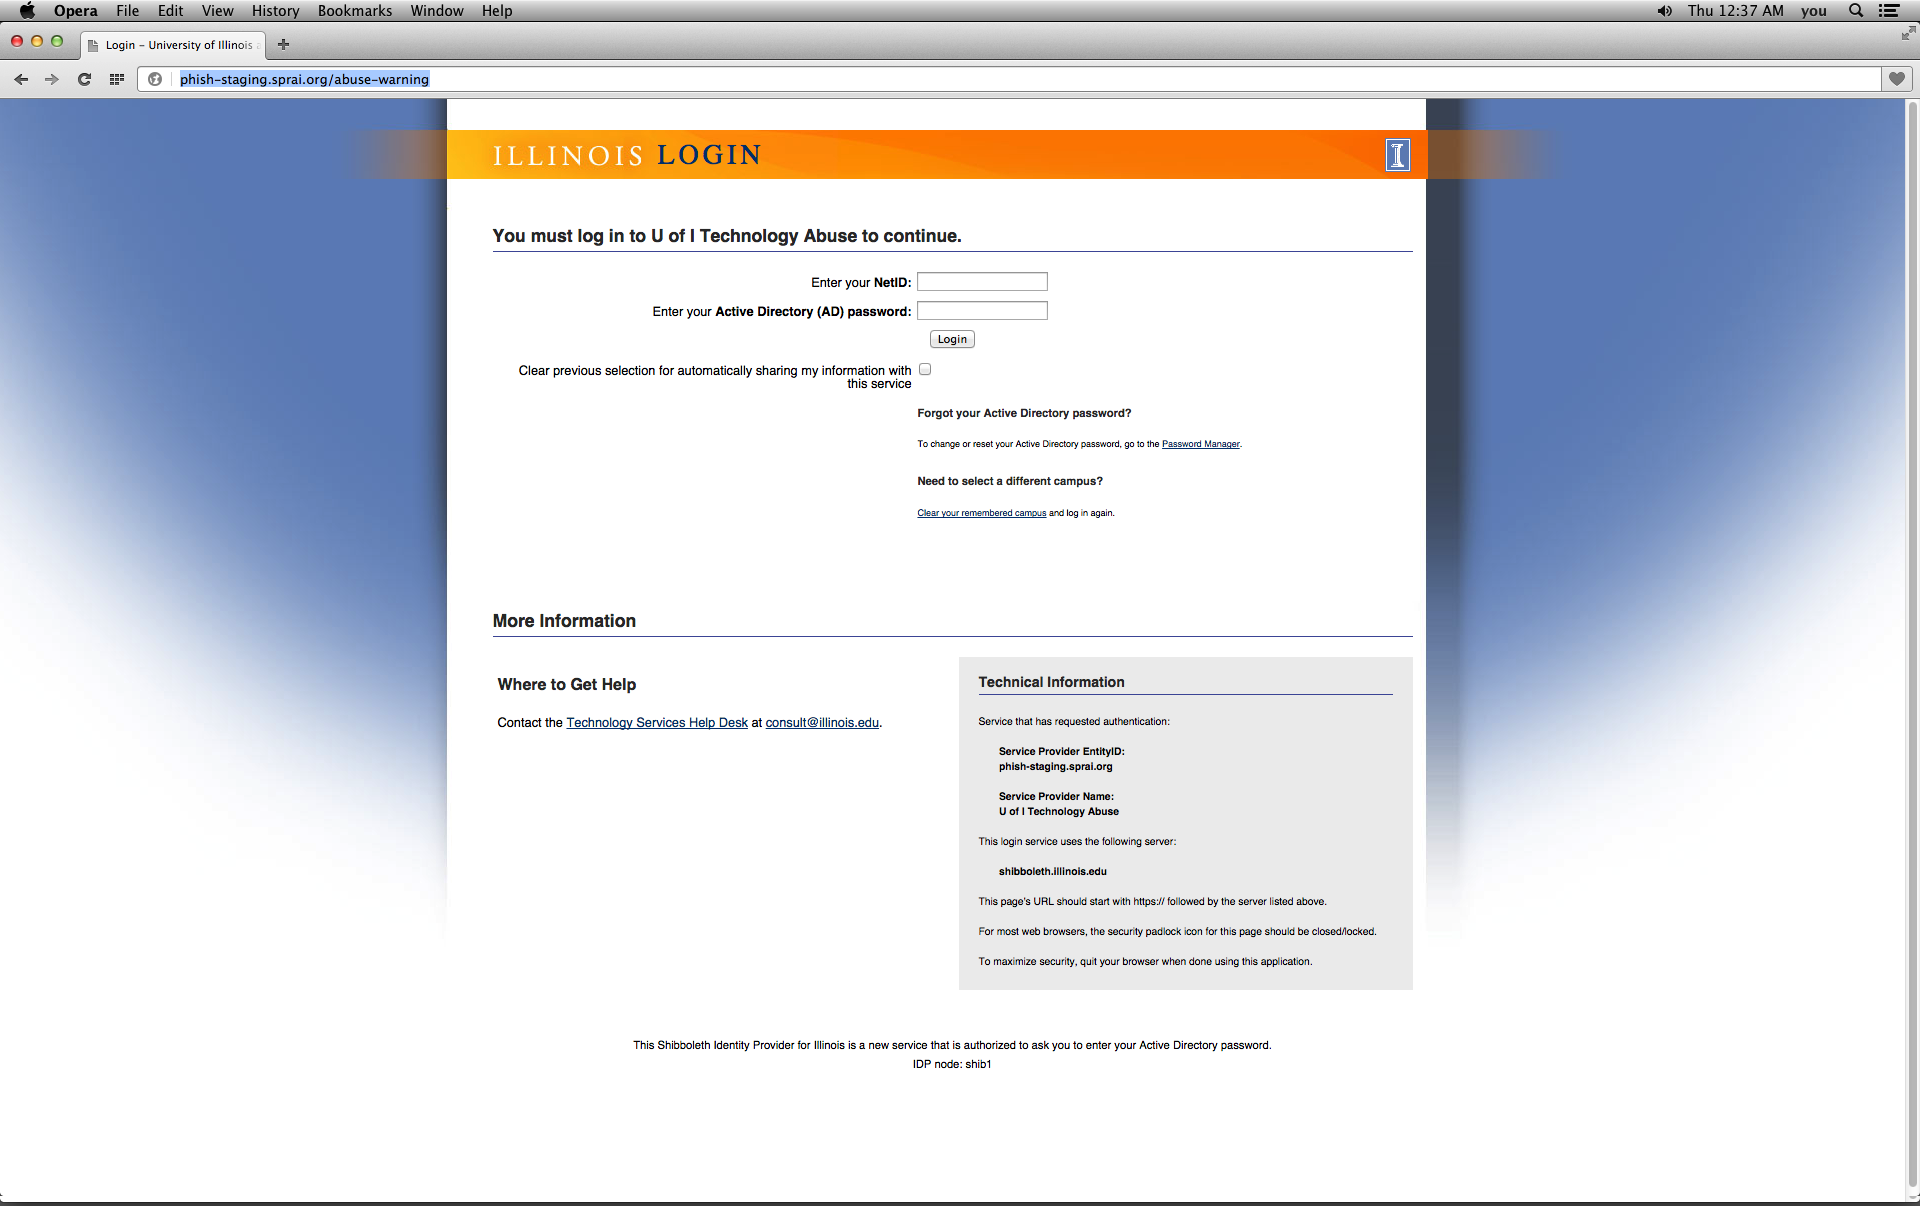 Opera File Edit View History Bookmarks Window Help Thu 12:37 AM you
Login – University of Illinois
phish-staging.sprai.org/abuse-warning
ILLINOIS LOGIN
You must log in to U of I Technology Abuse to continue.
Enter your NetID:
Enter your Active Directory (AD) password:
Login
Clear previous selection for automatically sharing my information with
this service
Forgot your Active Directory password?
To change or reset your Active Directory password, go to the Password Manager.
Need to select a different campus?
Clear your remembered campus and log in again.
More Information
Where to Get Help
Contact the Technology Services Help Desk at consult@illinois.edu.
Technical Information
Service that has requested authentication:
Service Provider EntityID:
phish-staging.sprai.org
Service Provider Name:
U of I Technology Abuse
This login service uses the following server:
shibboleth.illinois.edu
This page's URL should start with https:// followed by the server listed above.
For most web browsers, the security padlock icon for this page should be closed/locked.
To maximize security, quit your browser when done using this application.
This Shibboleth Identity Provider for Illinois is a new service that is authorized to ask you to enter your Active Directory password.
IDP node: shib1